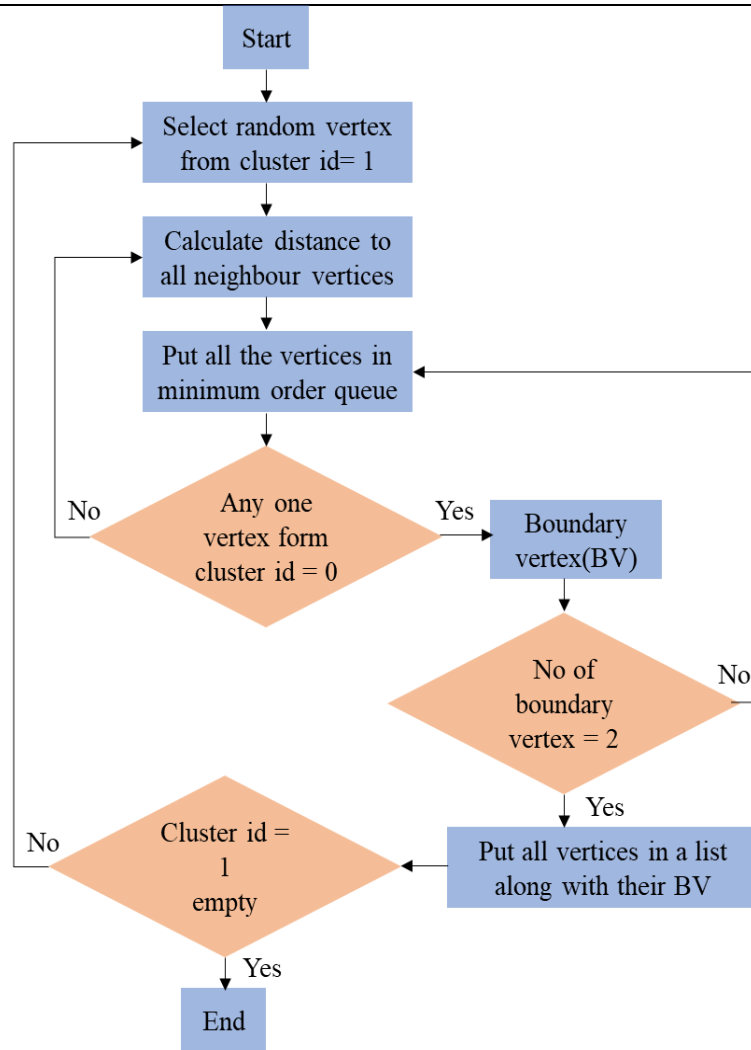 Start
Select random vertex
from cluster id= 1
Calculate distance to
all neighbour vertices
Put all the vertices in
minimum order queue
Any one
vertex form
cluster id = 0
No
Yes
Boundary
vertex(BV)
No of
boundary
vertex = 2
No
Yes
Put all vertices in a list
along with their BV
Cluster id =
1
empty
No
Yes
End